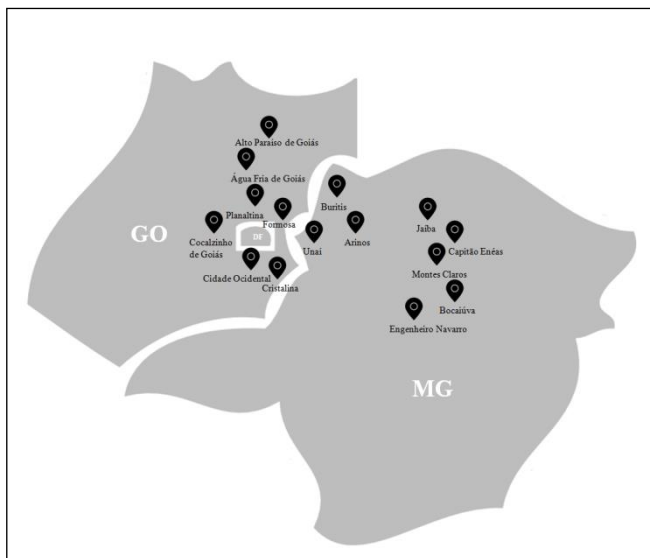 Alto Paraíso de Goiás
Água Fria de Goiás
Planaltina
Formosa
GO
Cocalzinho
de Goiás
DF
Cidade Ocidental
Cristalina
Buritis
Unaí
Arinos
Jaíba
Capitão Enéas
Montes Claros
Bocaiúva
Engenheiro Navarro
MG